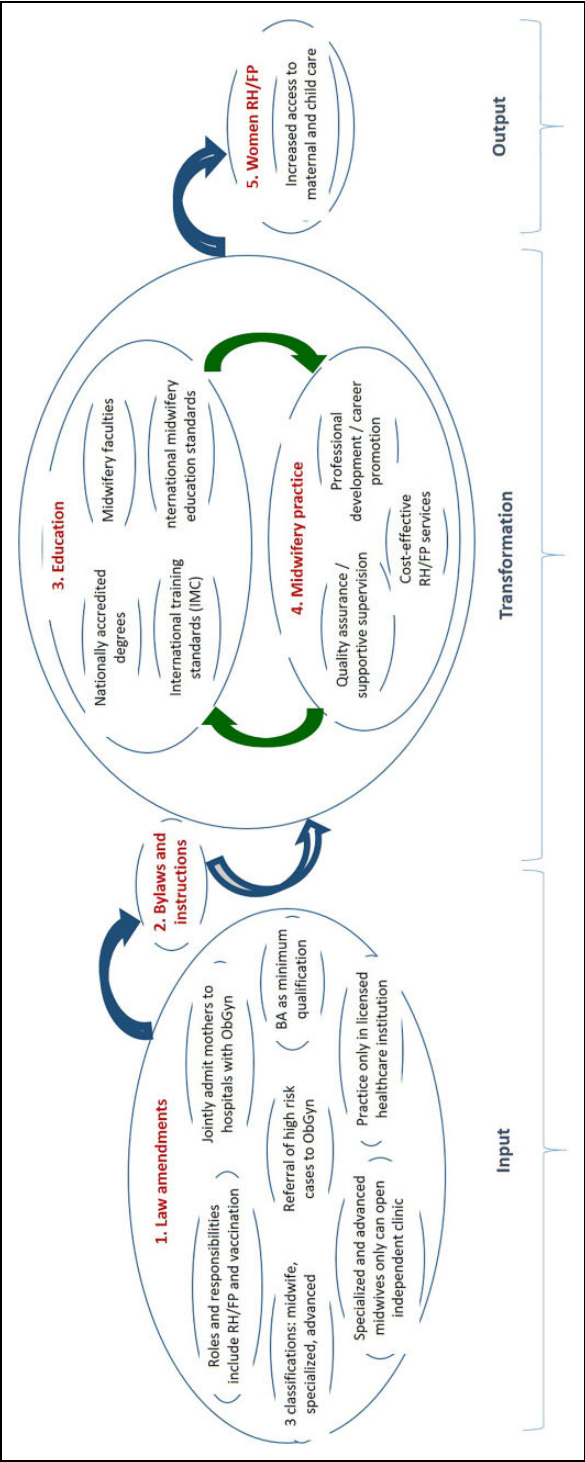 1. Law amendments
Roles and responsibilities
include RH/FP and vaccination
Jointly admit mothers to
hospitals with ObGyn
3 classifications: midwife,
specialized, advanced
Referral of high risk
cases to ObGyn
BA as minimum
qualification
Specialized and advanced
midwives only can open
independent clinic
Practice only in licensed
healthcare institution
Input
2. Bylaws and
instructions
3. Education
Nationally accredited
degrees
Midwifery faculties
International training
standards (IMC)
nternational midwifery
education standards
4. Midwifery practice
Quality assurance /
supportive supervision
Professional
development / career
promotion
Cost-effective
RH/FP services
Transformation
5. Women RH/FP
Increased access to
maternal and child care
Output